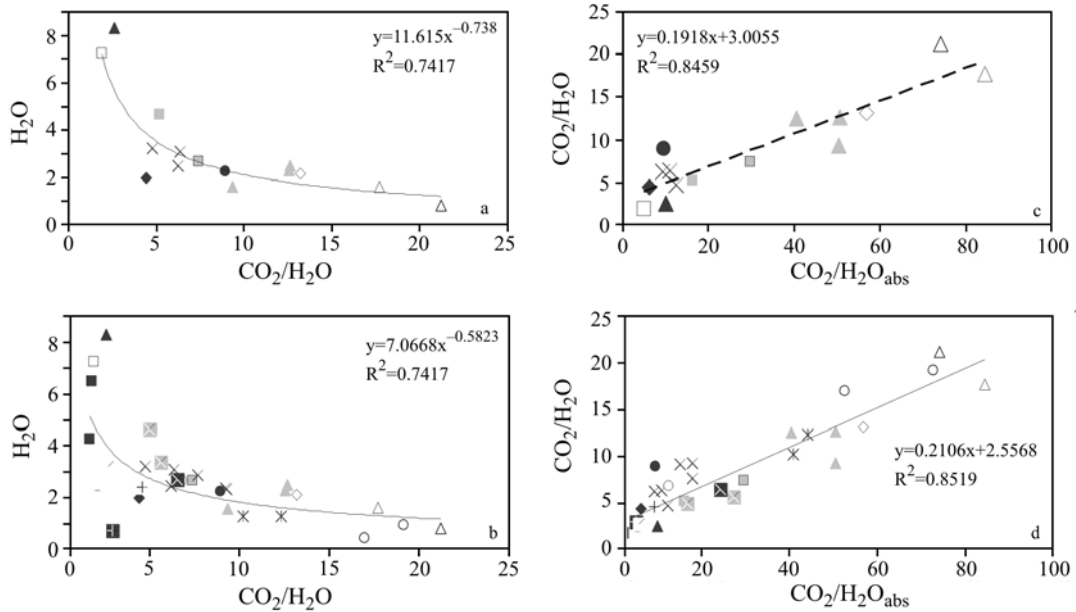 8
6
4
2
0
H₂O
y=11.615x⁻⁰·⁷³⁸
R²=0.7417
a
0
5
10
15
20
25
CO₂/H₂O
25
20
15
10
5
0
CO₂/H₂O
y=0.1918x+3.0055
R²=0.8459
c
0
20
40
60
80
100
CO₂/H₂Oabs
8
6
4
2
0
H₂O
y=7.0668x⁻⁰·⁵⁸²³
R²=0.7417
b
0
5
10
15
20
25
CO₂/H₂O
25
20
15
10
5
0
CO₂/H₂O
y=0.2106x+2.5568
R²=0.8519
d
0
20
40
60
80
100
CO₂/H₂Oabs